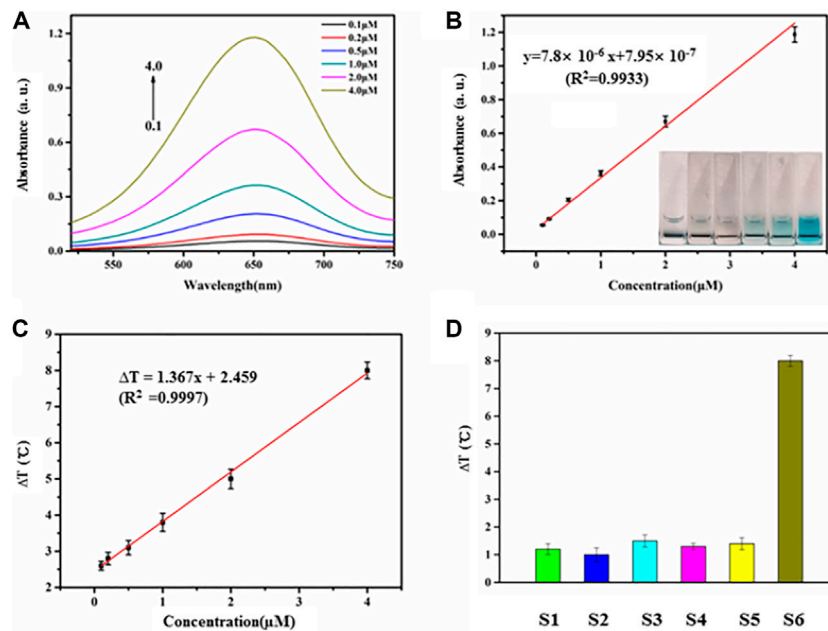 A
1.2
0.9
0.6
0.3
0.0
Absorbance (a. u.)
4.0
0.1
0.1μM
0.2μM
0.5μM
1.0μM
2.0μM
4.0μM
550 600 650 700 750
Wavelength(nm)
B
1.2
1.0
0.8
0.6
0.4
0.2
0.0
Absorbance (a. u.)
y=7.8× 10⁻⁶ x+7.95× 10⁻⁷
(R²=0.9933)
0 1 2 3 4
Concentration(μM)
C
9
8
7
6
5
4
3
2
ΔT (℃)
ΔT = 1.367x + 2.459
(R² =0.9997)
0 1 2 3 4
Concentration(μM)
D
9
8
7
6
5
4
3
2
1
0
ΔT (℃)
S1 S2 S3 S4 S5 S6